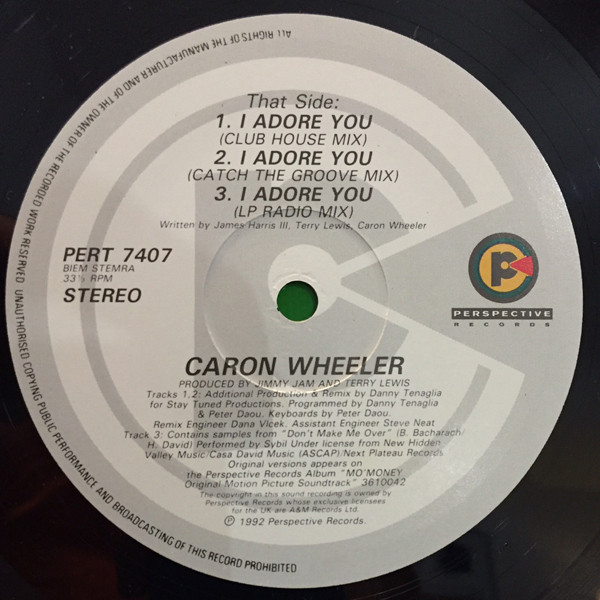 ALL RIGHTS OF THE MANUFACTURER AND OF THE OWNER OF THE RECORDED WORK RESERVED UNAUTHORISED COPYING PUBLIC PERFORMANCE AND BROADCASTING OF THIS RECORD PROHIBITED
That Side:
1. I ADORE YOU
(CLUB HOUSE MIX)
2. I ADORE YOU
(CATCH THE GROOVE MIX)
3. I ADORE YOU
(LP RADIO MIX)
Written by James Harris III, Terry Lewis, Caron Wheeler
PERT 7407
BIEM STEMRA
33⅓ RPM
STEREO
p
PERSPECTIVE
RECORDS
CARON WHEELER
PRODUCED BY JIMMY JAM AND TERRY LEWIS
Tracks 1,2: Additional Production & Remix by Danny Tenaglia
for Stay Tuned Productions. Programmed by Danny Tenaglia
& Peter Daou. Keyboards by Peter Daou.
Remix Engineer Dana Vlcek. Assistant Engineer Steve Neat
Track 3: Contains samples from "Don't Make Me Over" (B. Bacharach/
H. David) Performed by Sybil Under license from New Hidden
Valley Music/Casa David Music (ASCAP)/Next Plateau Records
Original versions appears on
the Perspective Records Album "MO'MONEY
Original Motion Picture Soundtrack" 3610042
The copyright in this sound recording is owned by
Perspective Records whose exclusive licensees
for the UK are A&M Records Ltd.
℗ 1992 Perspective Records.